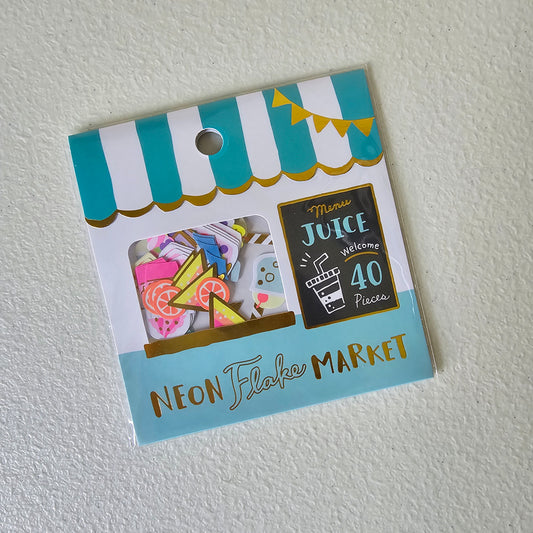 Menu
JUICE
Welcome
40
Pieces
NEON Flake MARKET